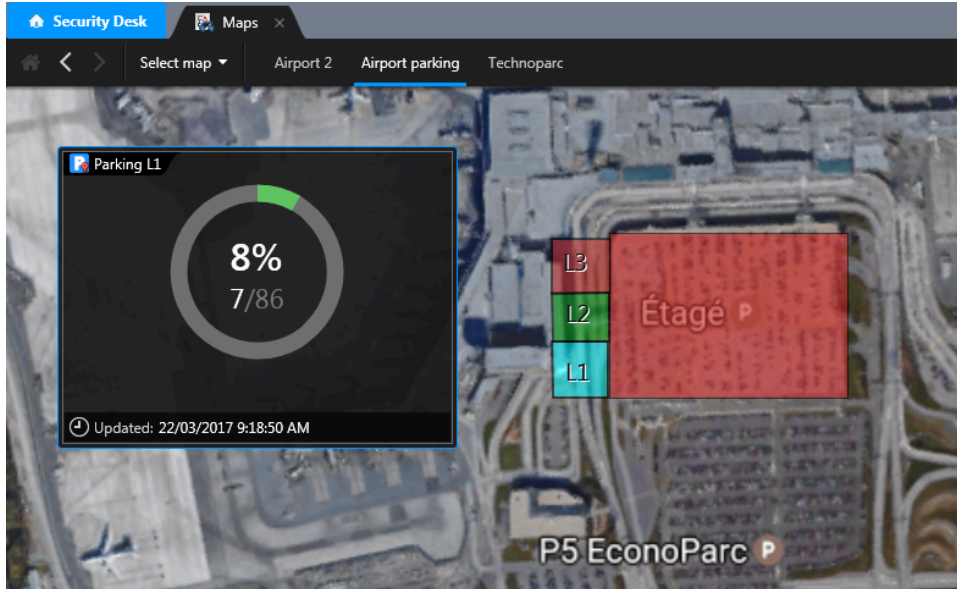 Security Desk
Maps
Select map
Airport 2
Airport parking
Technoparc
Parking L1
8%
7/86
Updated: 22/03/2017 9:18:50 AM
L3
L2
L1
Étagé P
P5 EconoParc P